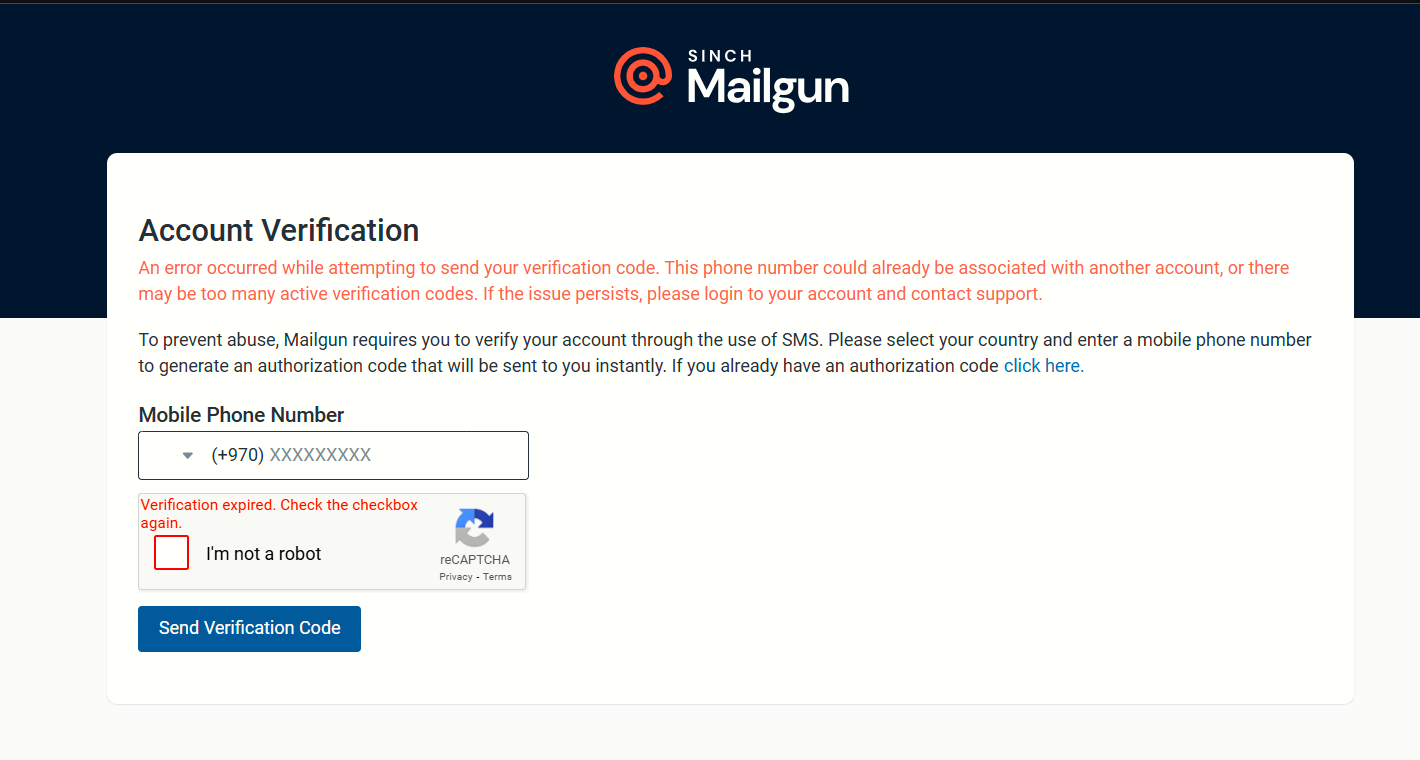 SINCH
Mailgun
Account Verification
An error occurred while attempting to send your verification code. This phone number could already be associated with another account, or there
may be too many active verification codes. If the issue persists, please login to your account and contact support.
To prevent abuse, Mailgun requires you to verify your account through the use of SMS. Please select your country and enter a mobile phone number
to generate an authorization code that will be sent to you instantly. If you already have an authorization code click here.
Mobile Phone Number
(+970) XXXXXXXXX
Verification expired. Check the checkbox
again.
I'm not a robot
reCAPTCHA
Privacy - Terms
Send Verification Code